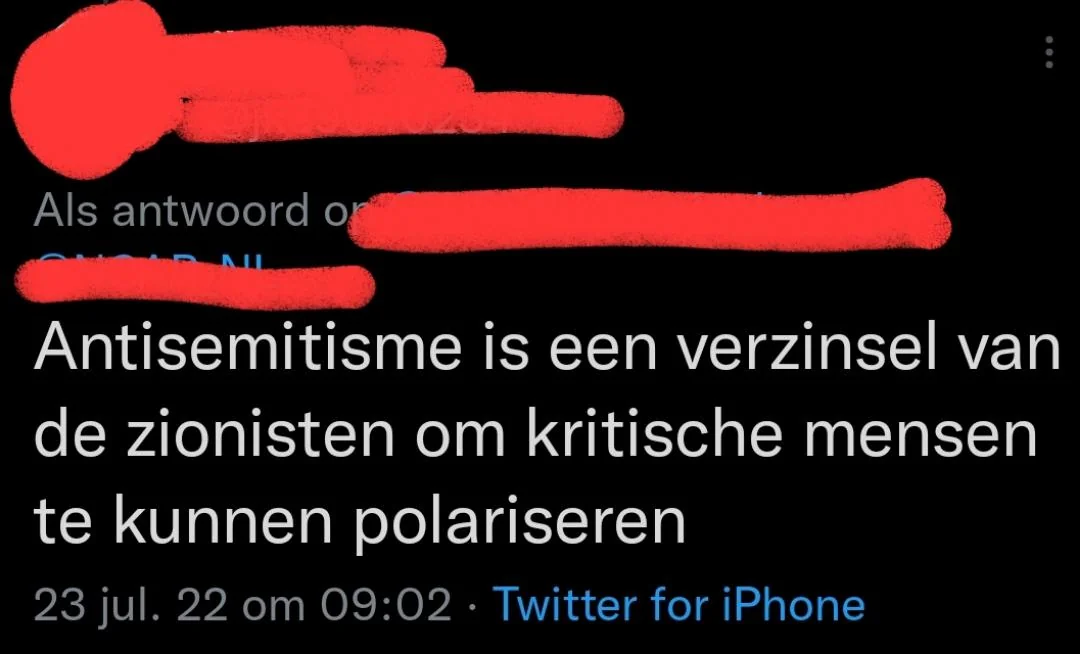 Als antwoord op
Antisemitisme is een verzinsel van
de zionisten om kritische mensen
te kunnen polariseren
23 jul. 22 om 09:02 · Twitter for iPhone